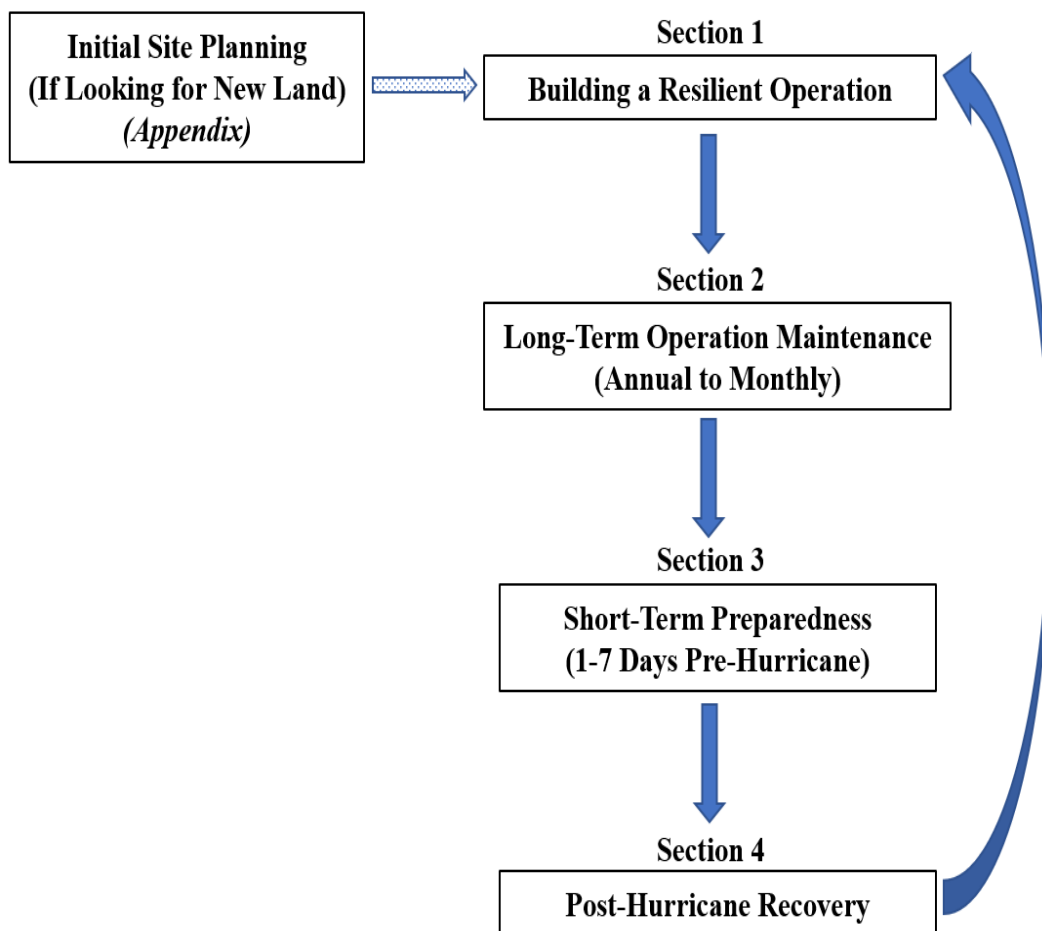 Initial Site Planning
(If Looking for New Land)
(Appendix)
Section 1
Building a Resilient Operation
Section 2
Long-Term Operation Maintenance
(Annual to Monthly)
Section 3
Short-Term Preparedness
(1-7 Days Pre-Hurricane)
Section 4
Post-Hurricane Recovery